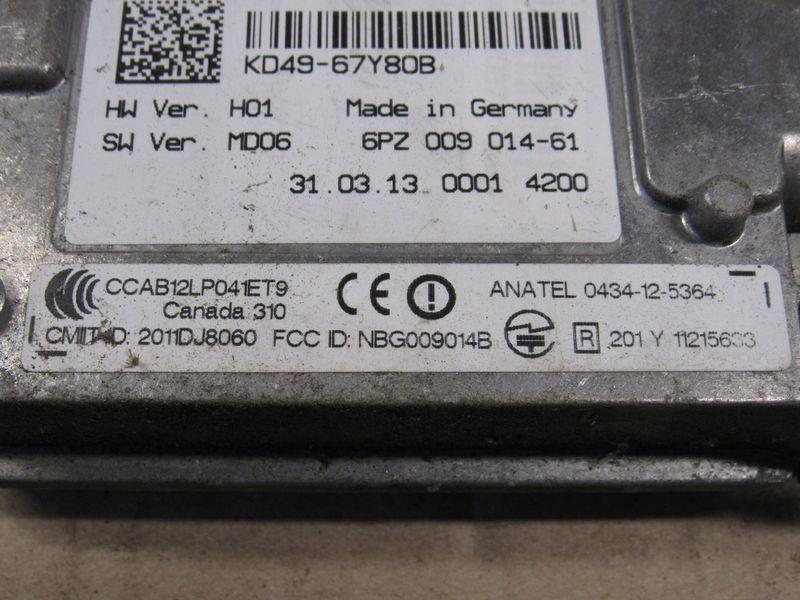 KD49-67Y80B
HW Ver. H01 Made in Germany
SW Ver. MD06 6PZ 009 014-61
31.03.13 0001 4200
CCAB12LP041ET9 CE ANATEL 0434-12-5364
Canada 310
CMIIT ID: 2011DJ8060 FCC ID: NBG009014B R 201 Y 11215633